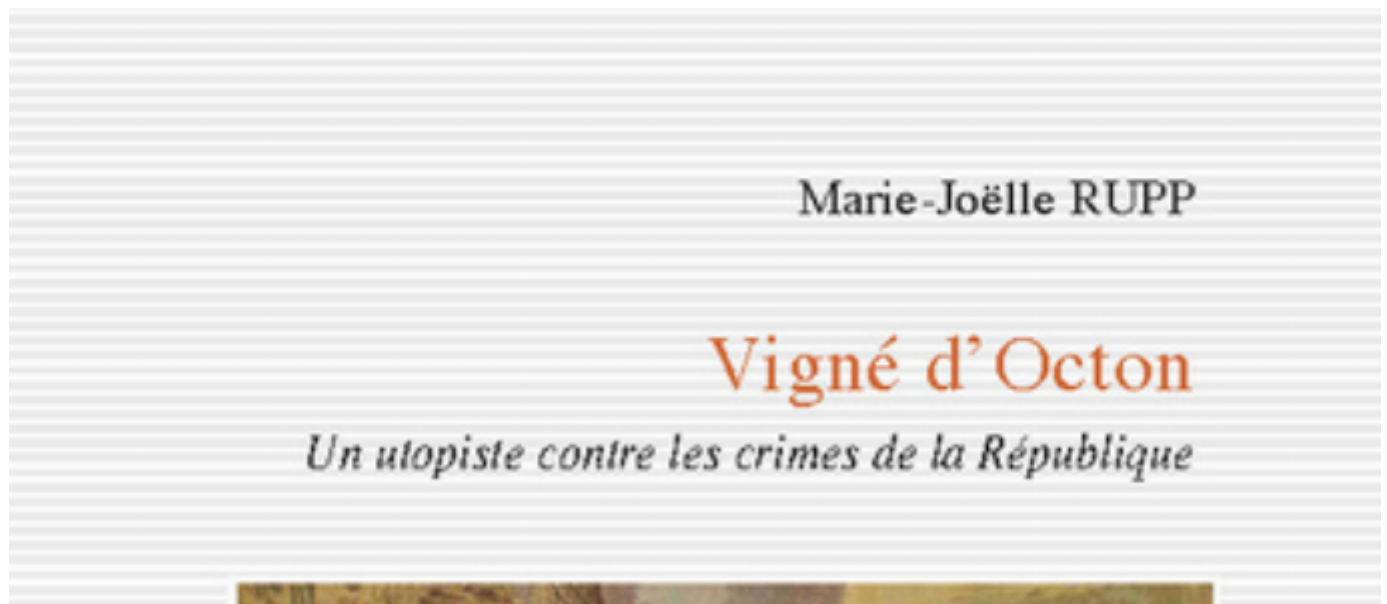 Marie-Joëlle RUPP
Vigné d'Octon
Un utopiste contre les crimes de la République